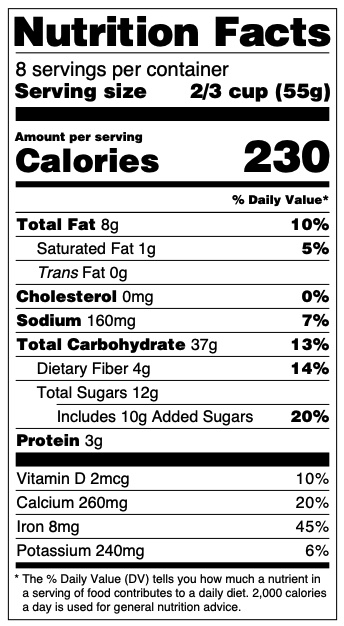 Nutrition Facts
8 servings per container
Serving size 2/3 cup (55g)
Amount per serving
Calories 230
% Daily Value*
Total Fat 8g 10%
Saturated Fat 1g 5%
Trans Fat 0g
Cholesterol 0mg 0%
Sodium 160mg 7%
Total Carbohydrate 37g 13%
Dietary Fiber 4g 14%
Total Sugars 12g
Includes 10g Added Sugars 20%
Protein 3g
Vitamin D 2mcg 10%
Calcium 260mg 20%
Iron 8mg 45%
Potassium 240mg 6%
* The % Daily Value (DV) tells you how much a nutrient in
a serving of food contributes to a daily diet. 2,000 calories
a day is used for general nutrition advice.